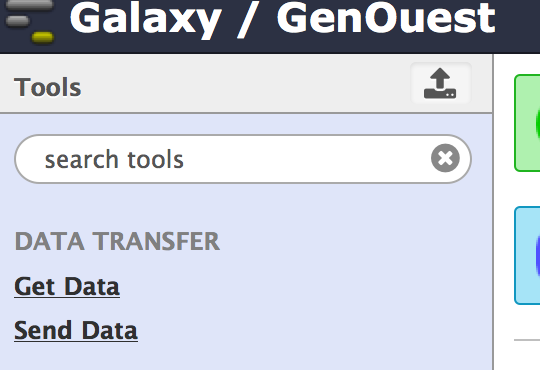 Galaxy / GenOuest
Tools
search tools
DATA TRANSFER
Get Data
Send Data